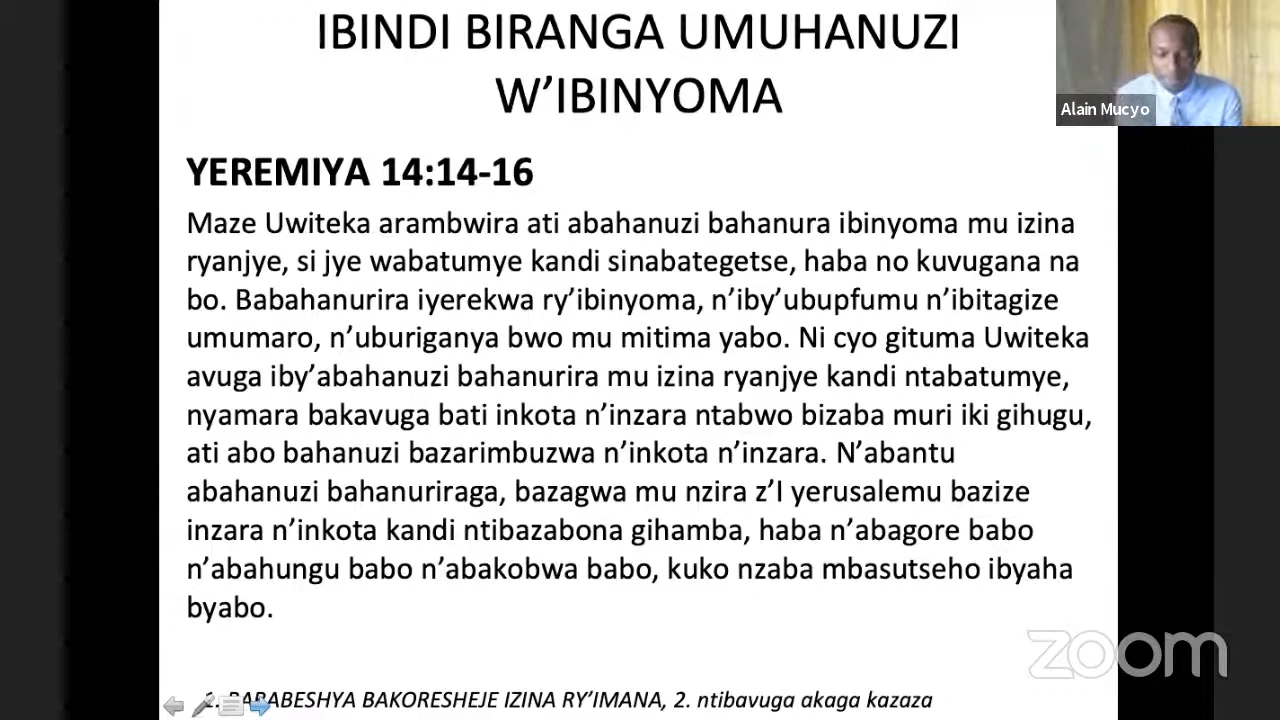 IBINDI BIRANGA UMUHANUZI
W’IBINYOMA
Alain Mucyo
YEREMIYA 14:14-16
Maze Uwiteka arambwira ati abahanuzi bahanura ibinyoma mu izina
ryanjye, si jye wabatumye kandi sinabategetse, haba no kuvugana na
bo. Babahanurira iyerekwa ry’ibinyoma, n’iby’ubupfumu n’ibitagize
umumaro, n’uburiganya bwo mu mitima yabo. Ni cyo gituma Uwiteka
avuga iby’abahanuzi bahanurira mu izina ryanjye kandi ntabatumye,
nyamara bakavuga bati inkota n’inzara ntabwo bizaba muri iki gihugu,
ati abo bahanuzi bazarimbuzwa n’inkota n’inzara. N’abantu
abahanuzi bahanuriraga, bazagwa mu nzira z’I yerusalemu bazize
inzara n’inkota kandi ntibazabona gihamba, haba n’abagore babo
n’abahungu babo n’abakobwa babo, kuko nzaba mbasutseho ibyaha
byabo.
zoom
BAKORESHEJE IZINA RY’IMANA, 2. ntibavuga akaga kazaza